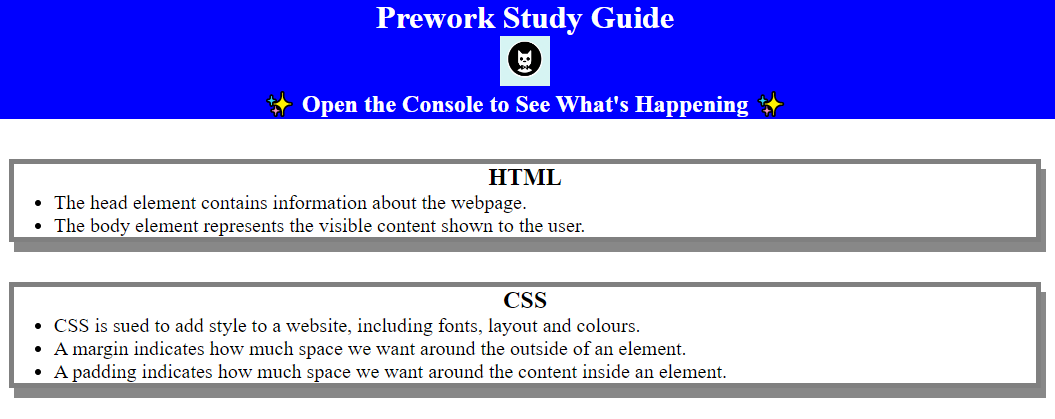 Prework Study Guide
✨ Open the Console to See What's Happening ✨
HTML
• The head element contains information about the webpage.
• The body element represents the visible content shown to the user.
CSS
• CSS is sued to add style to a website, including fonts, layout and colours.
• A margin indicates how much space we want around the outside of an element.
• A padding indicates how much space we want around the content inside an element.